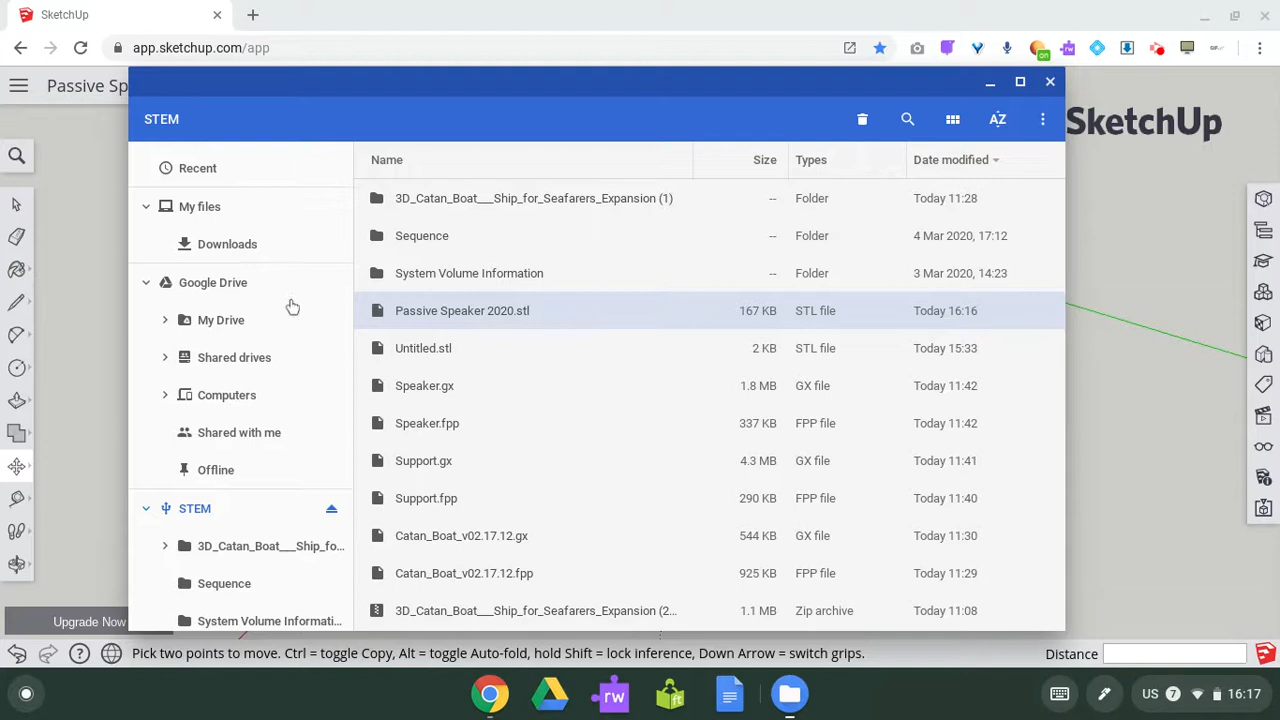 SketchUp
app.sketchup.com/app
on
GIF
Passive Sp
SketchUp
STEM
AZ
Recent
My files
Downloads
Google Drive
My Drive
Shared drives
Computers
Shared with me
Offline
STEM
3D_Catan_Boat___Ship_fo...
Sequence
System Volume Informati...
Name Size Types Date modified
3D_Catan_Boat___Ship_for_Seafarers_Expansion (1) -- Folder Today 11:28
Sequence -- Folder 4 Mar 2020, 17:12
System Volume Information -- Folder 3 Mar 2020, 14:23
Passive Speaker 2020.stl 167 KB STL file Today 16:16
Untitled.stl 2 KB STL file Today 15:33
Speaker.gx 1.8 MB GX file Today 11:42
Speaker.fpp 337 KB FPP file Today 11:42
Support.gx 4.3 MB GX file Today 11:41
Support.fpp 290 KB FPP file Today 11:40
Catan_Boat_v02.17.12.gx 544 KB GX file Today 11:30
Catan_Boat_v02.17.12.fpp 925 KB FPP file Today 11:29
3D_Catan_Boat___Ship_for_Seafarers_Expansion (2... 1.1 MB Zip archive Today 11:08
Upgrade Now
Pick two points to move. Ctrl = toggle Copy, Alt = toggle Auto-fold, hold Shift = lock inference, Down Arrow = switch grips. Distance
rw ft US 7 16:17